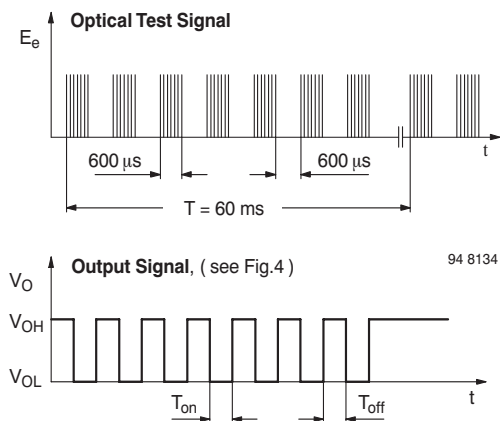 Optical Test Signal
Ee
600 µs
600 µs
t
T = 60 ms
94 8134
Output Signal, ( see Fig.4 )
VO
VOH
VOL
Ton
Toff
t